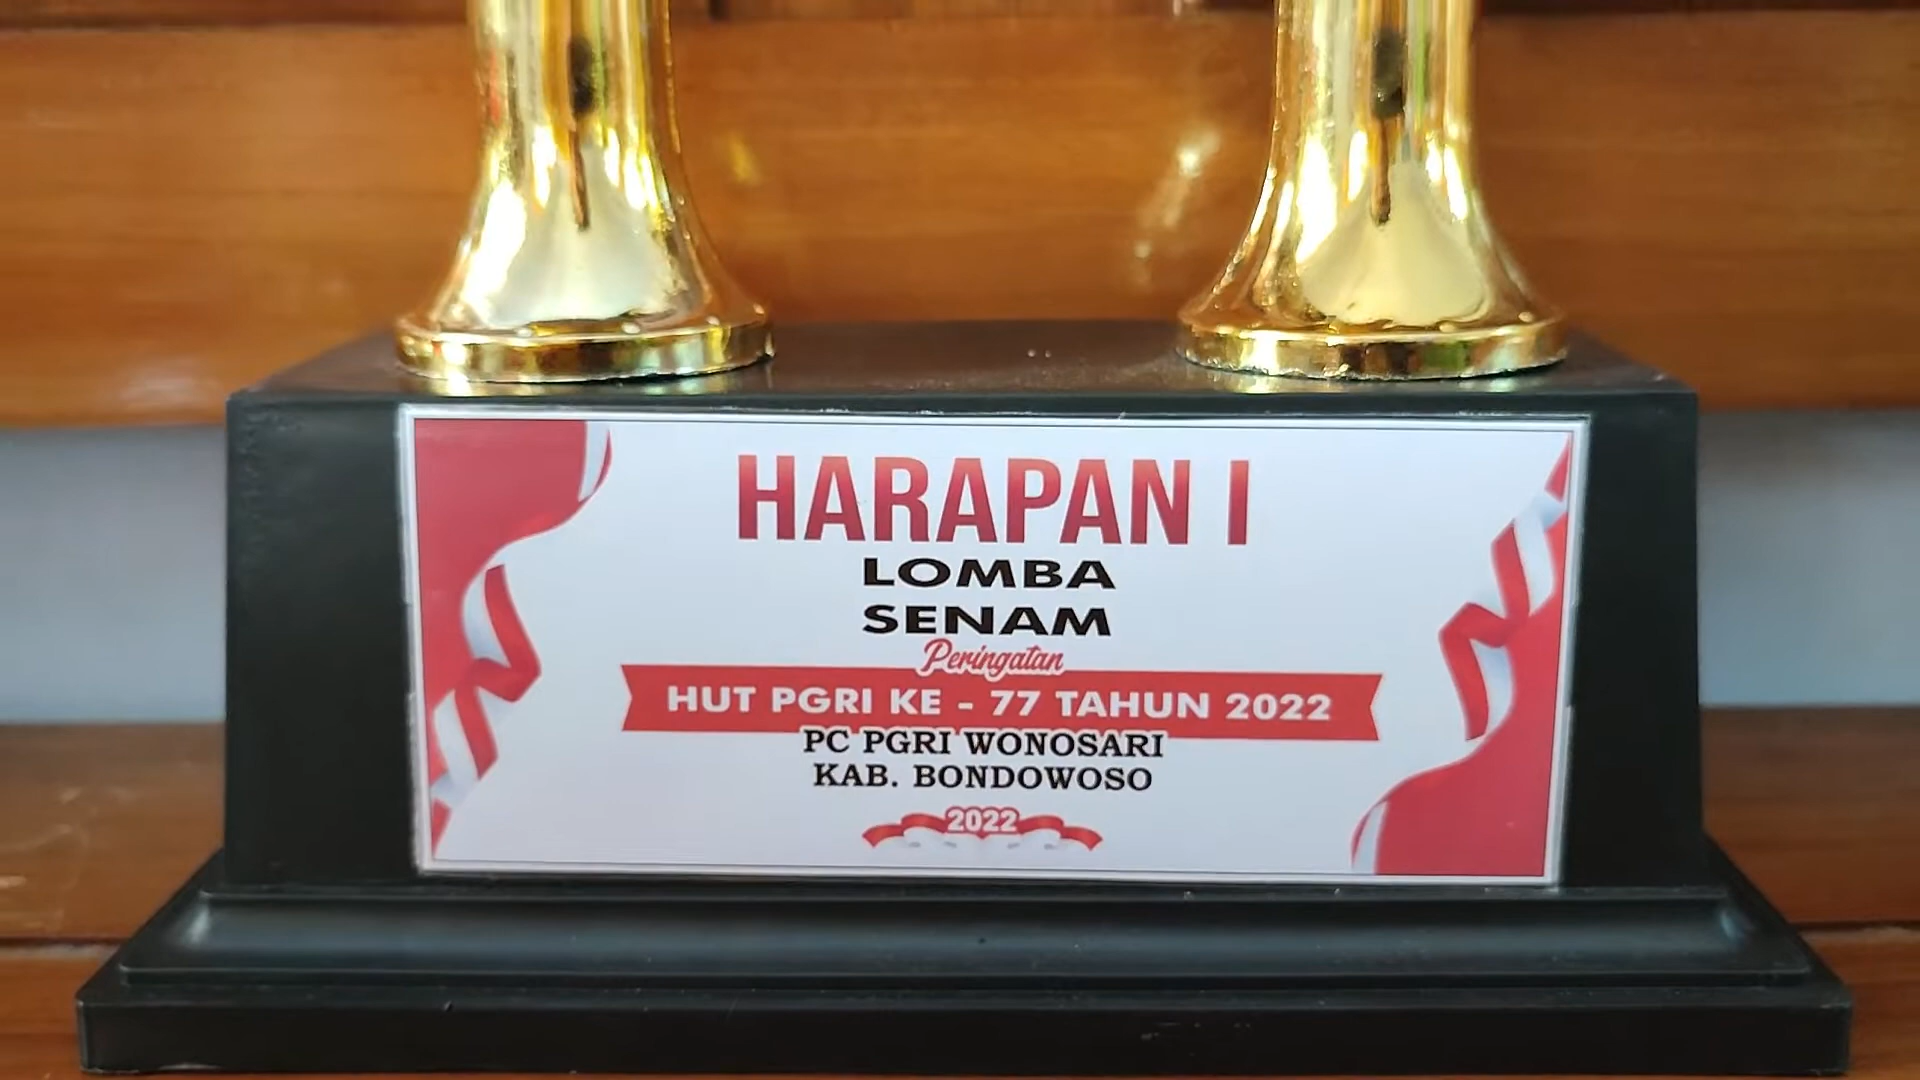 HARAPAN I
LOMBA
SENAM
Peringatan
HUT PGRI KE - 77 TAHUN 2022
PC PGRI WONOSARI
KAB. BONDOWOSO
2022